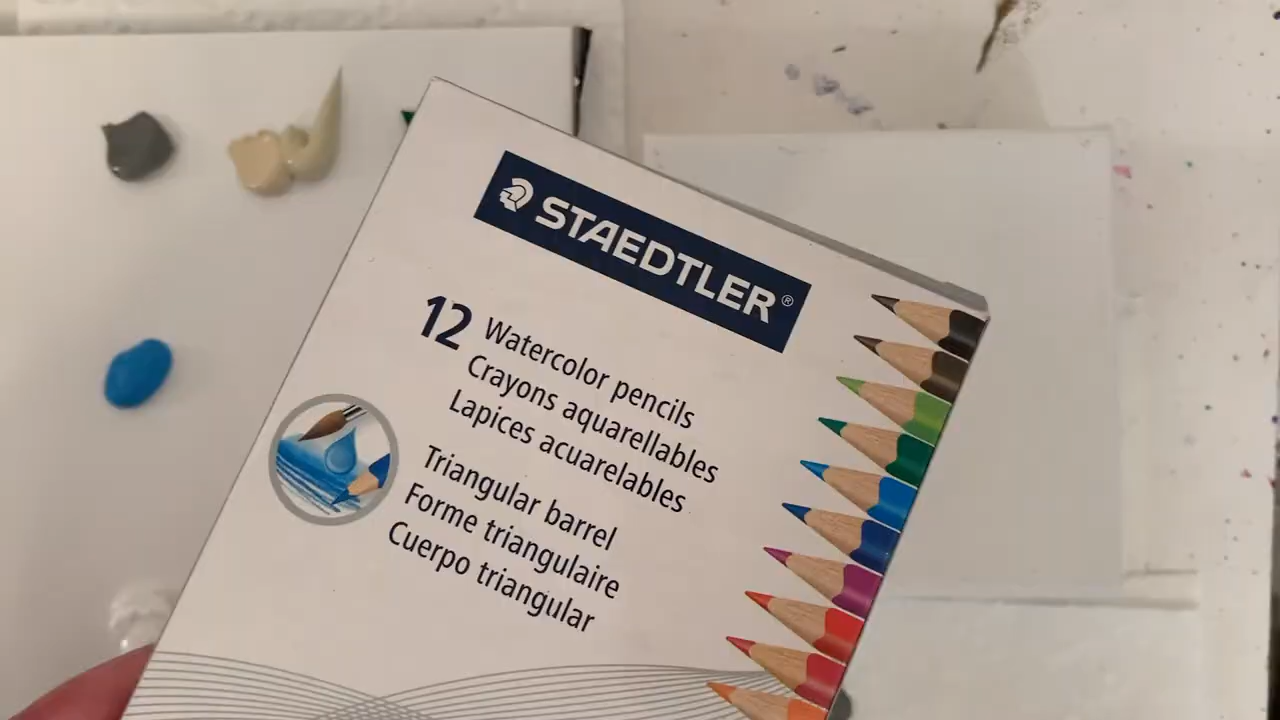 STAEDTLER®
12 Watercolor pencils
Crayons aquarellables
Lapices acuarelables
Triangular barrel
Forme triangulaire
Cuerpo triangular